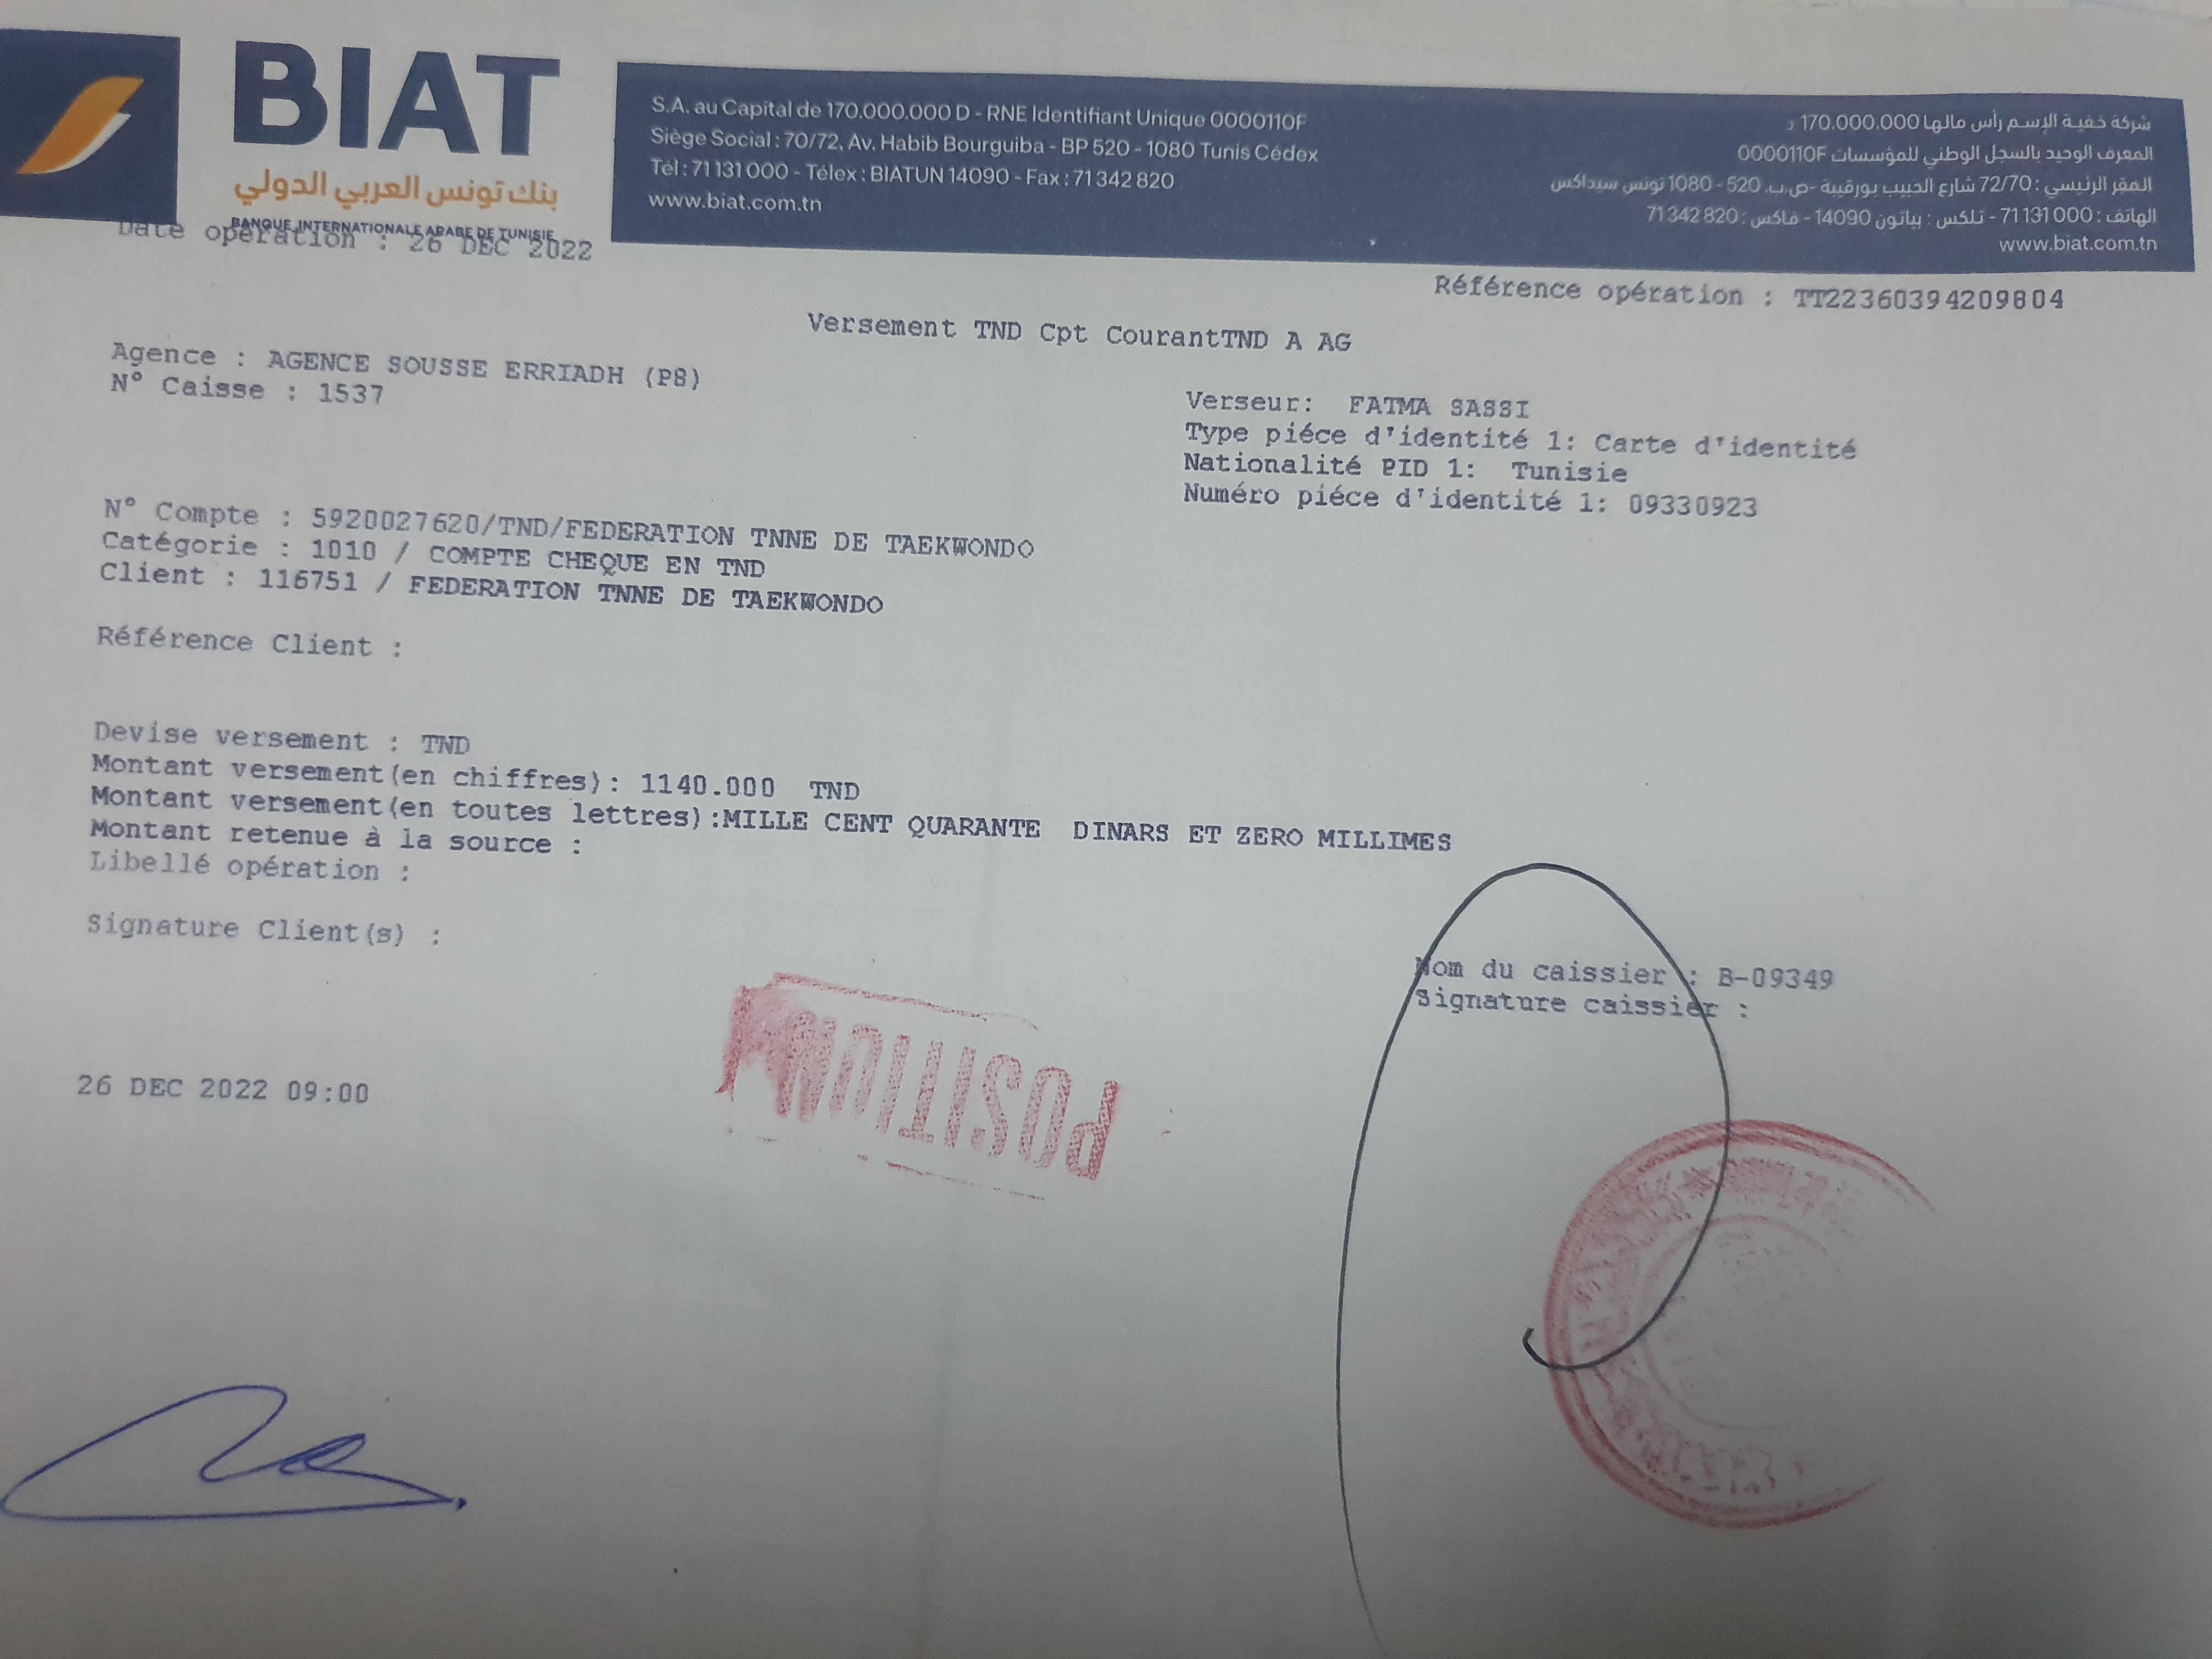 BIAT
بنك تونس العربي الدولي
BANQUE INTERNATIONALE ARABE DE TUNISIE
S.A. au Capital de 170.000.000 D - RNE Identifiant Unique 0000110F
Siège Social : 70/72, Av. Habib Bourguiba - BP 520 - 1080 Tunis Cédex
Tél : 71 131 000 - Télex : BIATUN 14090 - Fax : 71 342 820
www.biat.com.tn
شركة خفية الإسم رأس مالها 170.000.000 د
المعرف الوحيد بالسجل الوطني للمؤسسات 0000110F
المقر الرئيسي : 72/70 شارع الحبيب بورقيبة -ص.ب. 520 - 1080 تونس سيداكس
الهاتف : 71 131 000 - تلكس : بياتون 14090 - فاكس : 71 342 820
www.biat.com.tn
Date opération : 26 DEC 2022
Référence opération : TT22360394209804
Versement TND Cpt CourantTND A AG
Agence : AGENCE SOUSSE ERRIADH (P8)
N° Caisse : 1537
Verseur: FATMA SASSI
Type piéce d'identité 1: Carte d'identité
Nationalité PID 1: Tunisie
Numéro piéce d'identité 1: 09330923
N° Compte : 5920027620/TND/FEDERATION TNNE DE TAEKWONDO
Catégorie : 1010 / COMPTE CHEQUE EN TND
Client : 116751 / FEDERATION TNNE DE TAEKWONDO
Référence Client :
Devise versement : TND
Montant versement(en chiffres): 1140.000 TND
Montant versement(en toutes lettres):MILLE CENT QUARANTE DINARS ET ZERO MILLIMES
Montant retenue à la source :
Libellé opération :
Signature Client(s) :
Nom du caissier : B-09349
Signature caissier :
POSITION
26 DEC 2022 09:00